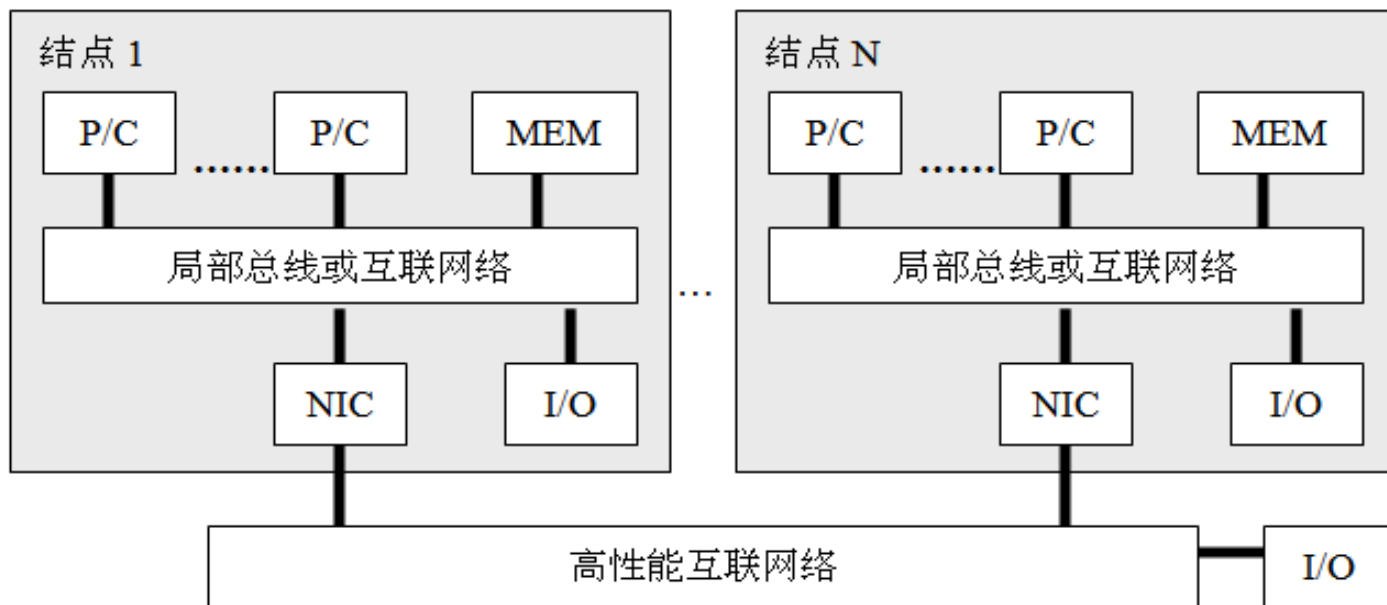 结点 1
P/C
......
P/C
MEM
局部总线或互联网络
NIC
I/O
...
结点 N
P/C
......
P/C
MEM
局部总线或互联网络
NIC
I/O
高性能互联网络
I/O